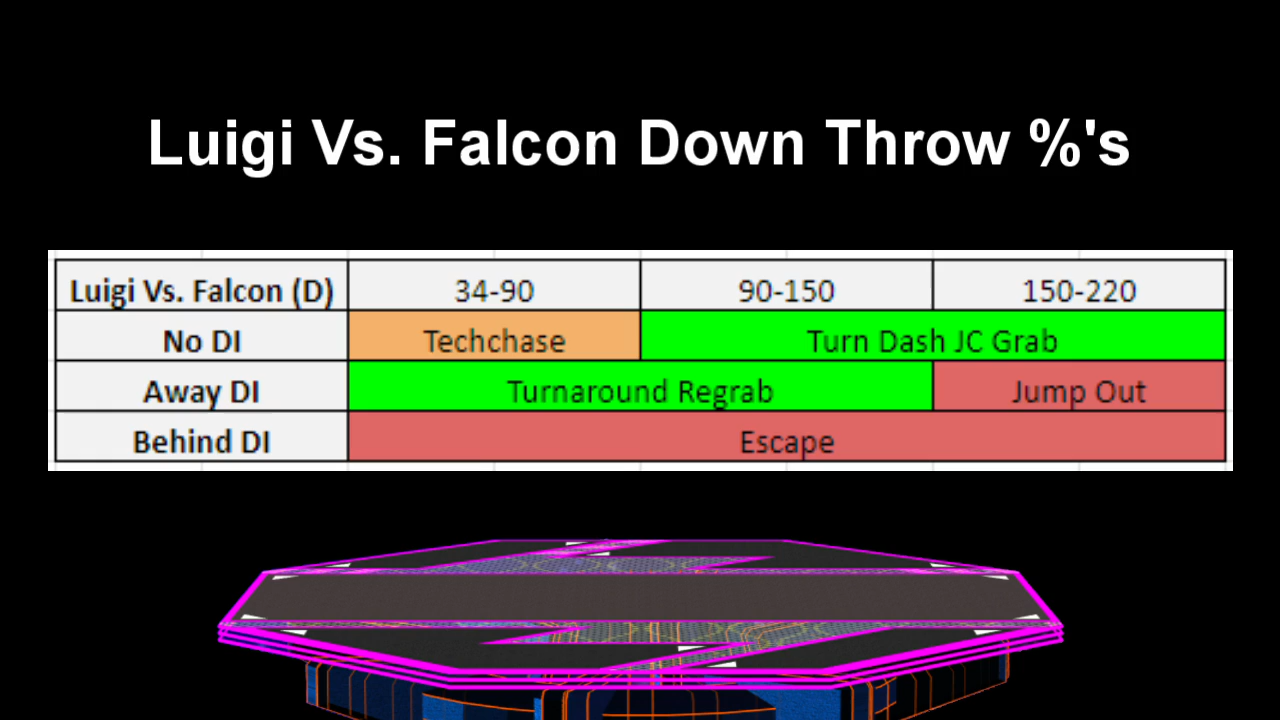 Luigi Vs. Falcon Down Throw %'s
Luigi Vs. Falcon (D) 34-90 90-150 150-220
No DI Techchase Turn Dash JC Grab
Away DI Turnaround Regrab Jump Out
Behind DI Escape